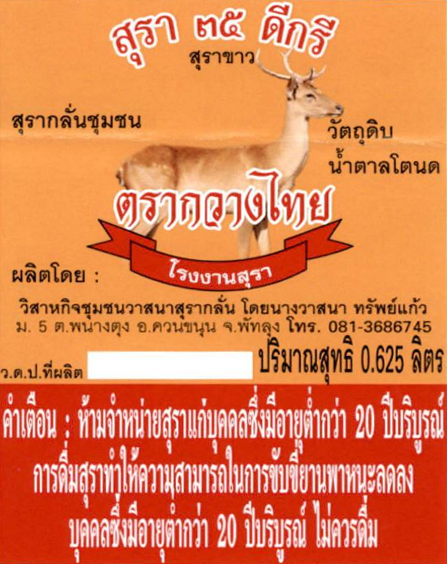 สุรา ๓๕ ดีกรี
สุราขาว
สุรากลั่นชุมชน
วัตถุดิบ
น้ำตาลโตนด
ตรากวางไทย
โรงงานสุรา
ผลิตโดย :
วิสาหกิจชุมชนวาสนาสุรากลั่น โดยนางวาสนา ทรัพย์แก้ว
ม. 5 ต.พนางตุง อ.ควนขนุน จ.พัทลุง โทร. 081-3686745
ว.ด.ป.ที่ผลิต
ปริมาณสุทธิ 0.625 ลิตร
คำเตือน : ห้ามจำหน่ายสุราแก่บุคคลซึ่งมีอายุต่ำกว่า 20 ปีบริบูรณ์
การดื่มสุราทำให้ความสามารถในการขับขี่ยานพาหนะลดลง
บุคคลซึ่งมีอายุต่ำกว่า 20 ปีบริบูรณ์ ไม่ควรดื่ม